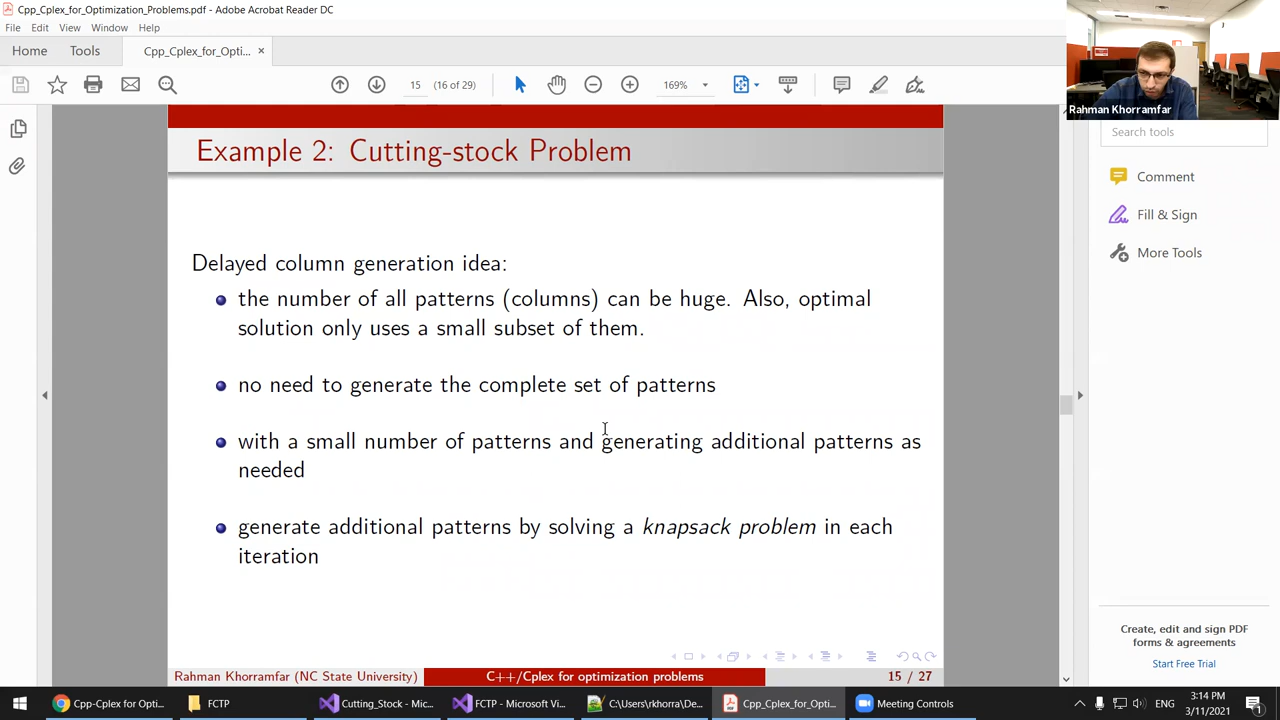 Cpp_Cplex_for_Optimization_Problems.pdf - Adobe Acrobat Reader DC
File Edit View Window Help
Home Tools Cpp_Cplex_for_Opti... ×
15 (16 of 29) 169%
Rahman Khorramfar
Search tools
Comment
Fill & Sign
More Tools
Example 2: Cutting-stock Problem
Delayed column generation idea:
the number of all patterns (columns) can be huge. Also, optimal
solution only uses a small subset of them.
no need to generate the complete set of patterns
with a small number of patterns and generating additional patterns as
needed
generate additional patterns by solving a knapsack problem in each
iteration
Create, edit and sign PDF
forms & agreements
Start Free Trial
Rahman Khorramfar (NC State University) C++/Cplex for optimization problems 15 / 27
Cpp-Cplex for Opti... FCTP Cutting_Stock - Mic... FCTP - Microsoft Vi... C:\Users\rkhorra\De... Cpp_Cplex_for_Opti... Meeting Controls
3:14 PM
3/11/2021
1